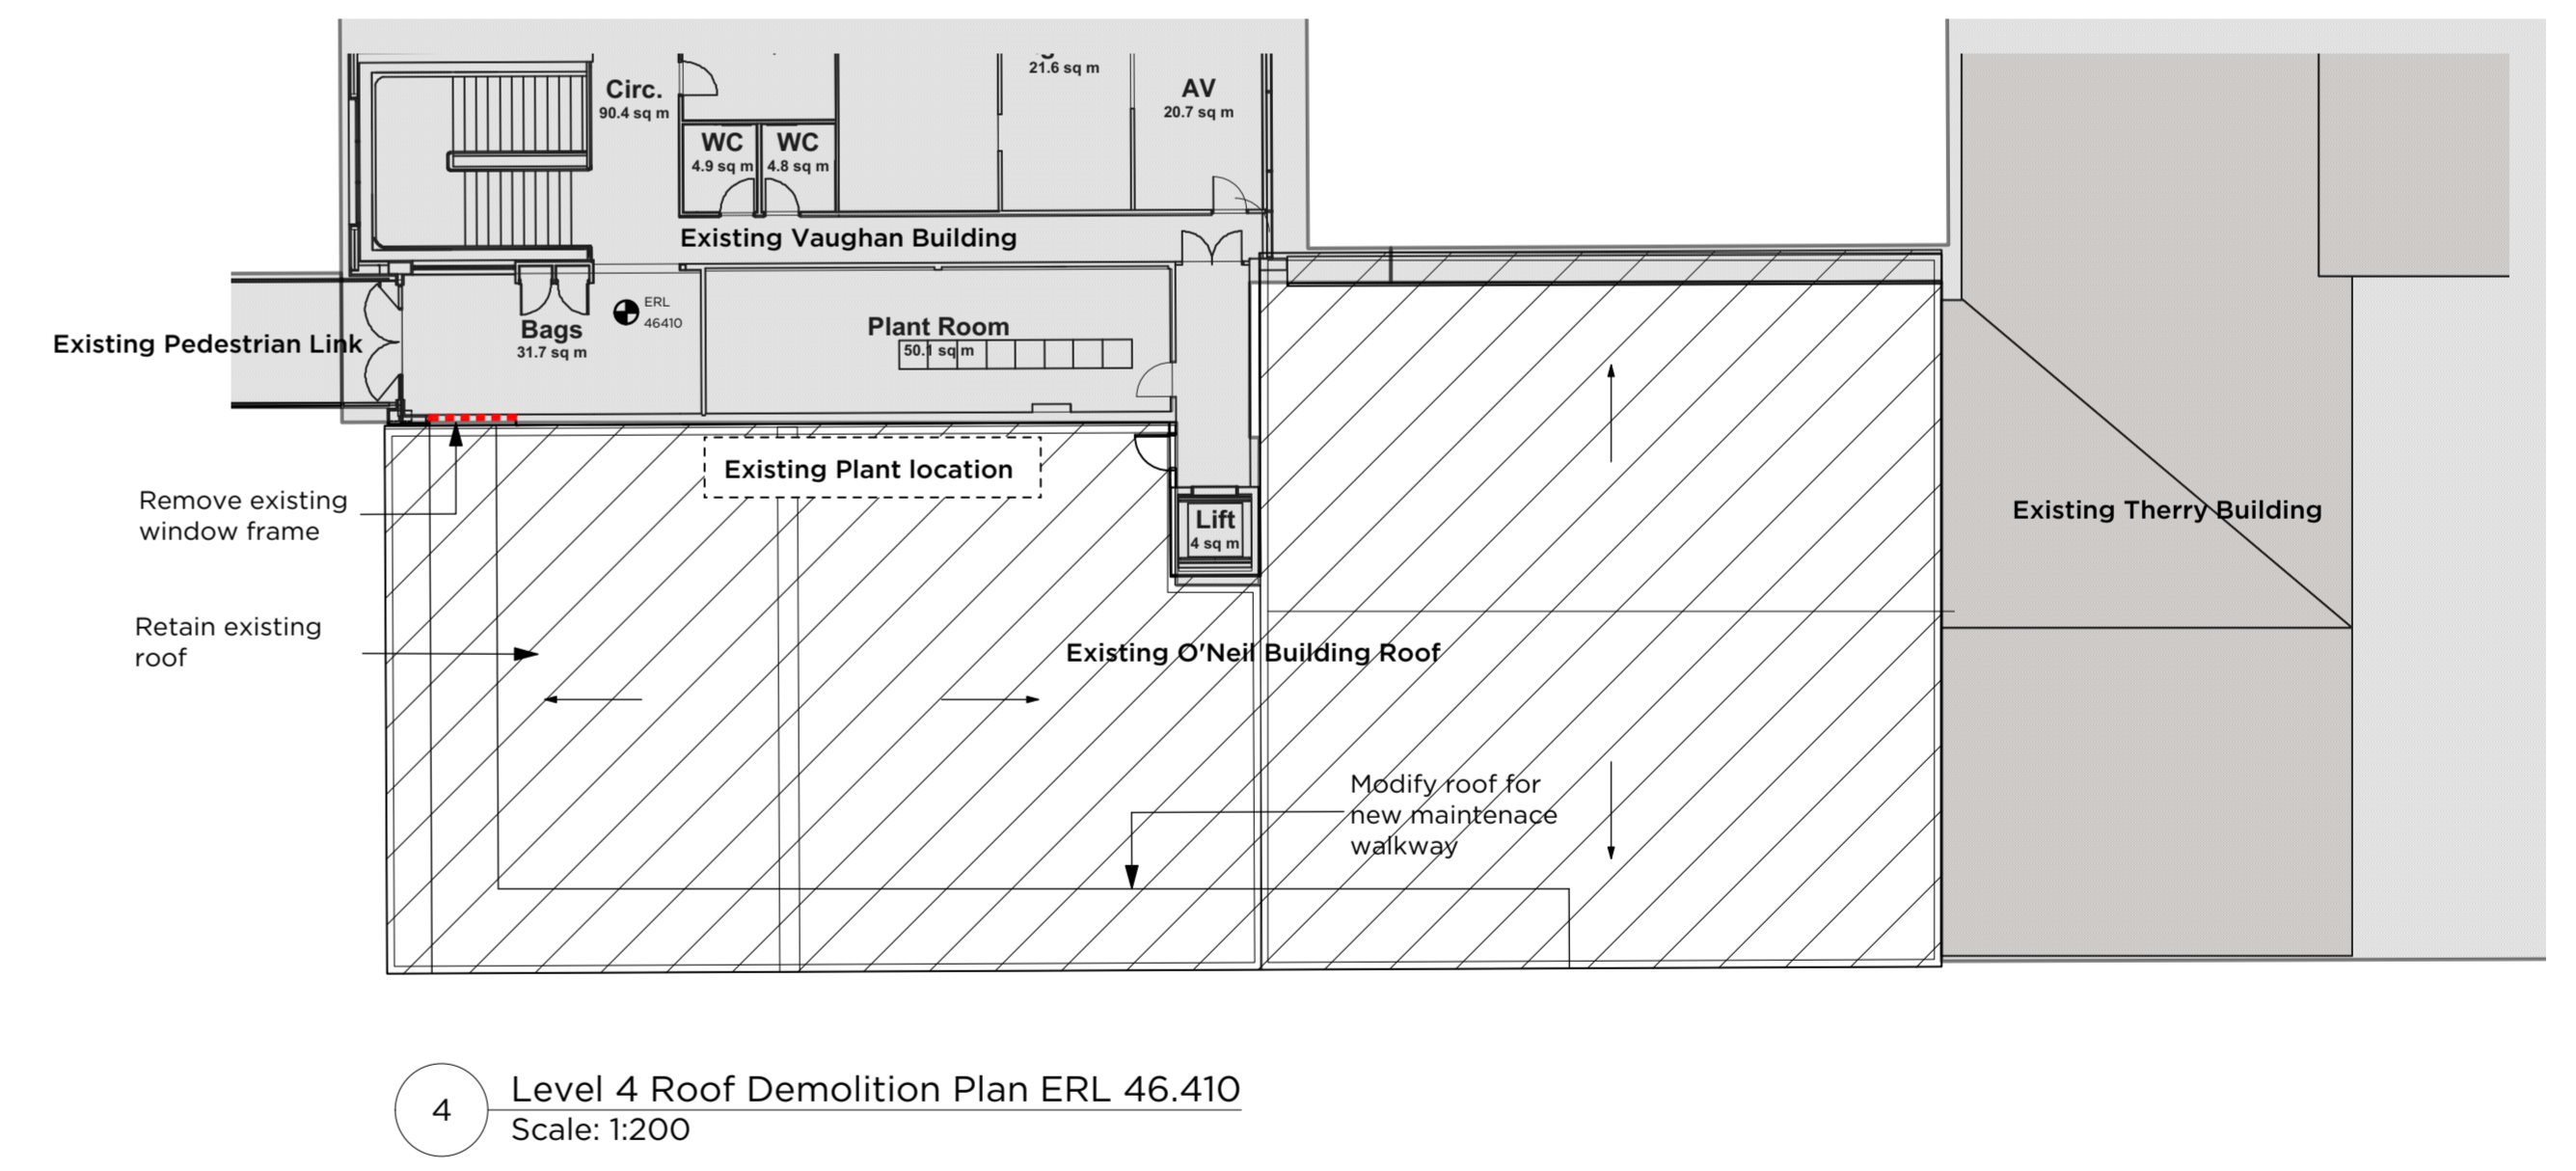 21.6 sq m
Circ.
90.4 sq m
AV
20.7 sq m
WC
4.9 sq m
WC
4.8 sq m
Existing Vaughan Building
ERL
46410
Bags
31.7 sq m
Plant Room
50.1 sq m
Existing Pedestrian Link
Existing Plant location
Remove existing
window frame
Lift
4 sq m
Existing Therry Building
Retain existing
roof
Existing O'Neil Building Roof
Modify roof for
new maintenace
walkway
4
Level 4 Roof Demolition Plan ERL 46.410
Scale: 1:200